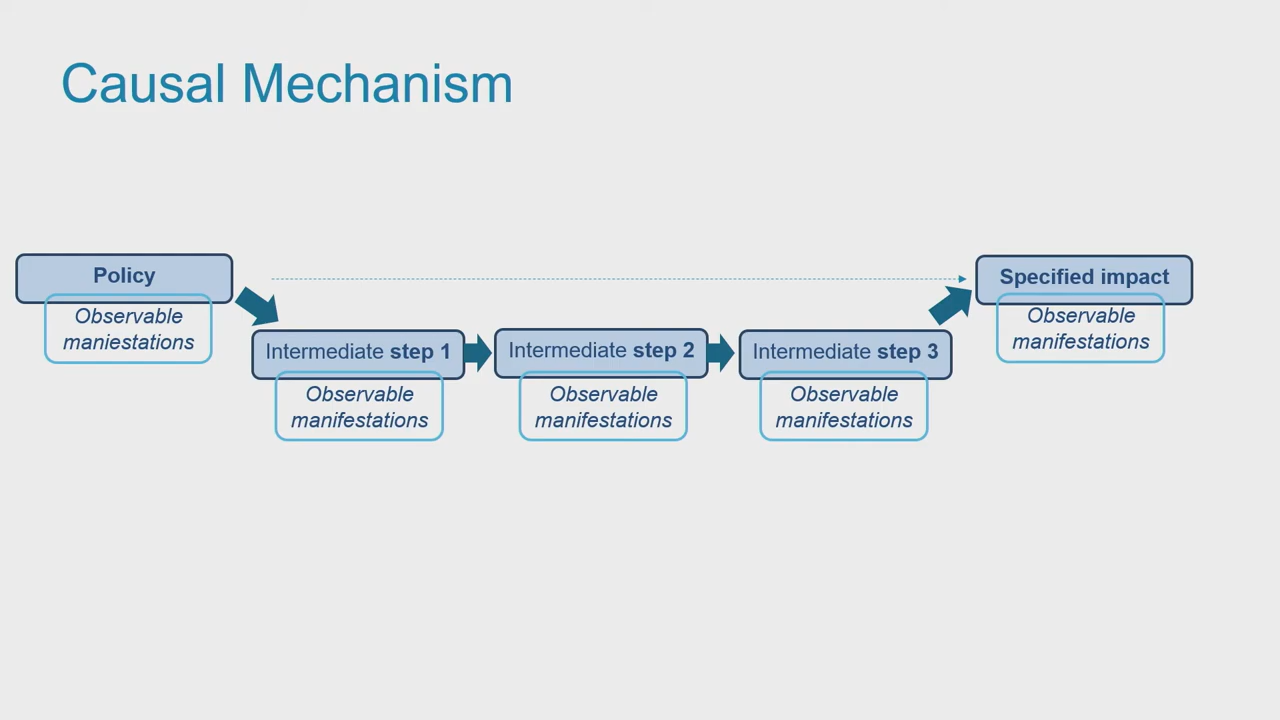 Causal Mechanism
Policy
Observable
maniestations
Intermediate step 1
Observable
manifestations
Intermediate step 2
Observable
manifestations
Intermediate step 3
Observable
manifestations
Specified impact
Observable
manifestations